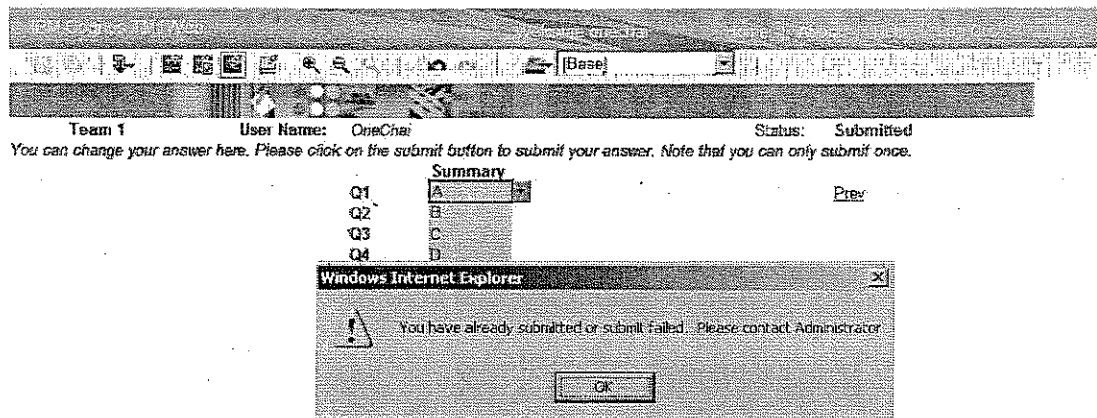 [Base]
Team 1 User Name: OneChai Status: Submitted
You can change your answer here. Please click on the submit button to submit your answer. Note that you can only submit once.
Summary
Q1 A Prev
Q2 B
Q3 C
Q4 D
Windows Internet Explorer
You have already submitted or submit failed. Please contact Administrator
OK